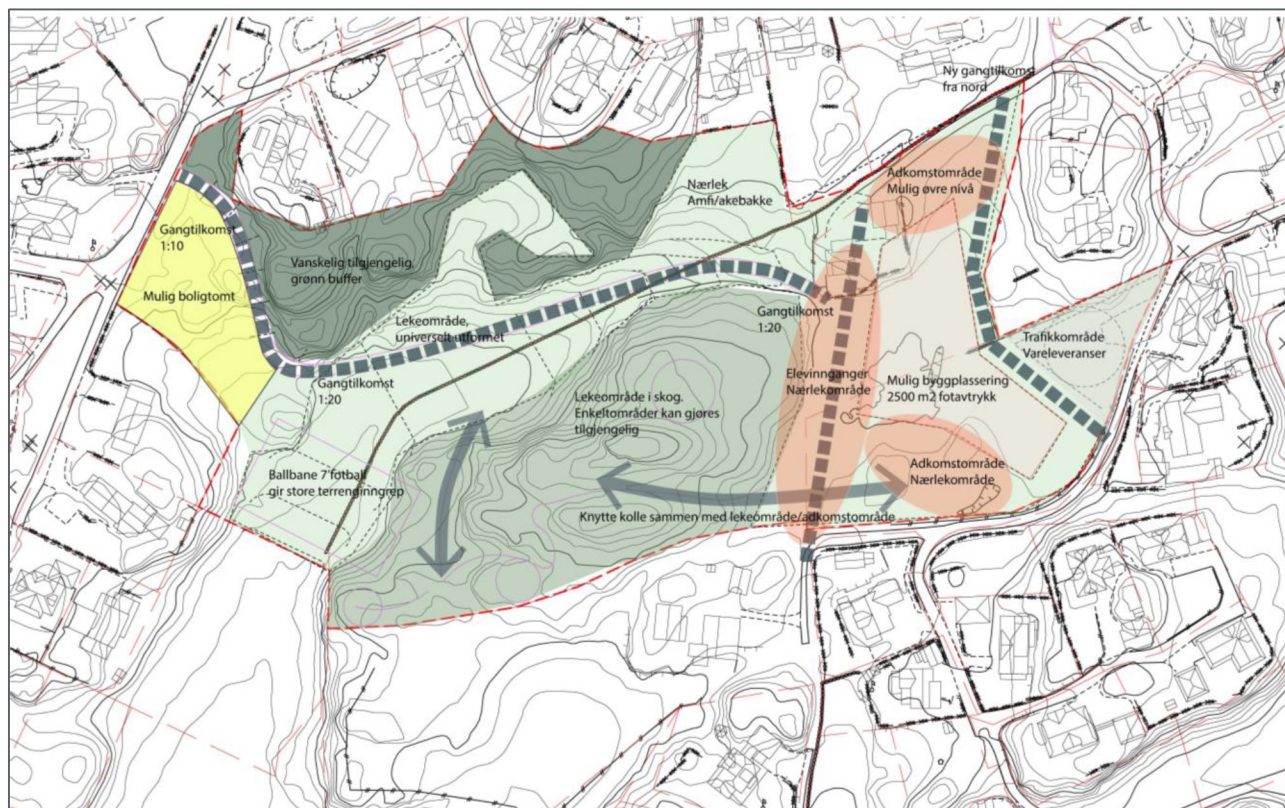 Ny gangtilkomst
fra nord
Adkomstområde
Mulig øvre nivå
Nærlek
Amfi/akebakke
Gangtilkomst
1:10
Vanskelig tilgjengelig,
grønn buffer
Mulig boligtomt
Lekeområde,
universelt utformet
Gangtilkomst
1:20
Gangtilkomst
1:20
Trafikkområde
Vareleveranser
Elevinnganger
Nærlekområde
Mulig byggplassering
2500 m2 fotavtrykk
Lekeområde i skog.
Enkeltområder kan gjøres
tilgjengelig
Ballbane 7'fotball
gir store terrenginngrep
Adkomstområde
Nærlekområde
Knytte kolle sammen med lekeområde/adkomstområde